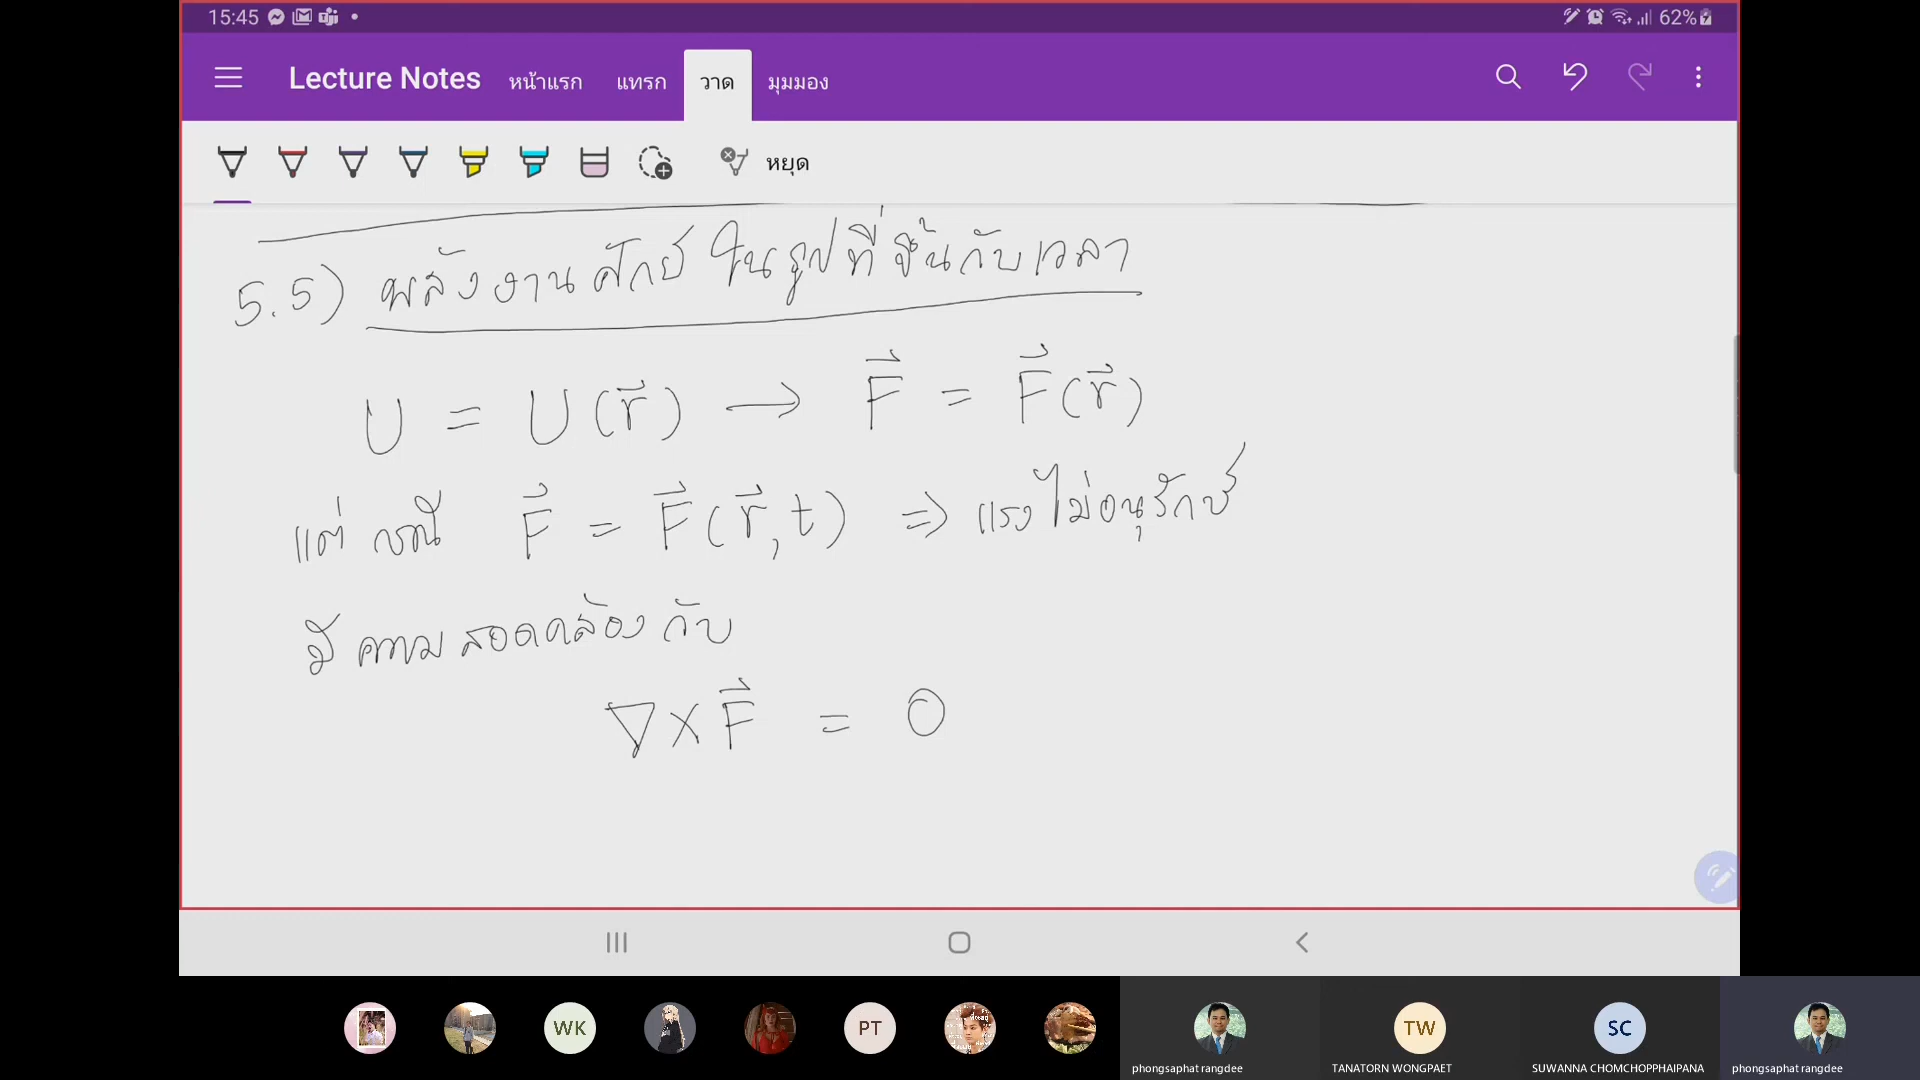 15:45 62%
Lecture Notes หน้าแรก แทรก วาด มุมมอง
หยุด
5.5) พลังงานศักย์ ในรูปที่ขึ้นกับเวลา
U = U(r⃗) → F⃗ = F⃗(r⃗)
แต่ กรณี F⃗ = F⃗(r⃗,t) ⇒ แรงไม่อนุรักษ์
มีความสอดคล้องกับ
∇×F⃗ = 0
WK PT TW SC
phongsaphat rangdee TANATORN WONGPAET SUWANNA CHOMCHOPPHAIPANA phongsaphat rangdee